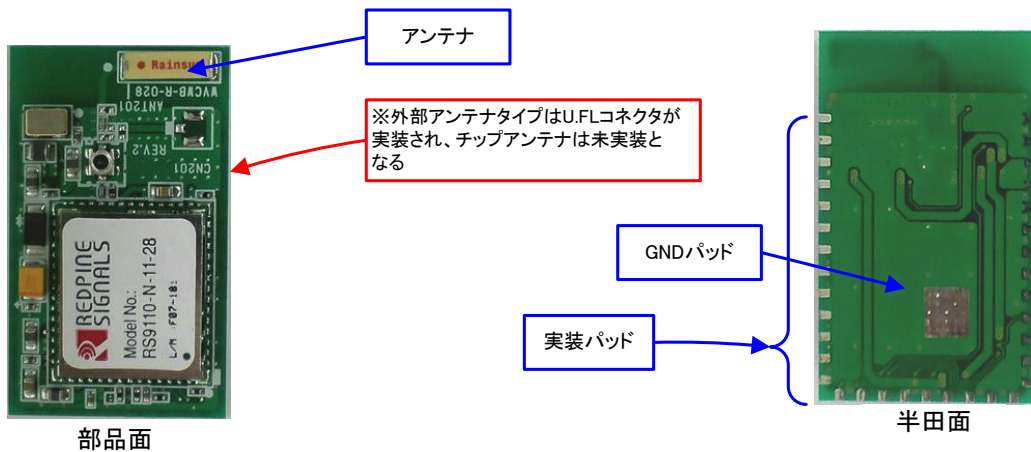 アンテナ
※外部アンテナタイプはU.FLコネクタが
実装され、チップアンテナは未実装と
なる
Rainsun
WVCWB-R-028
ANT201
REV.2
CN201
REDPINE
SIGNALS
Model No.:
RS9110-N-11-28
GNDパッド
実装パッド
部品面
半田面